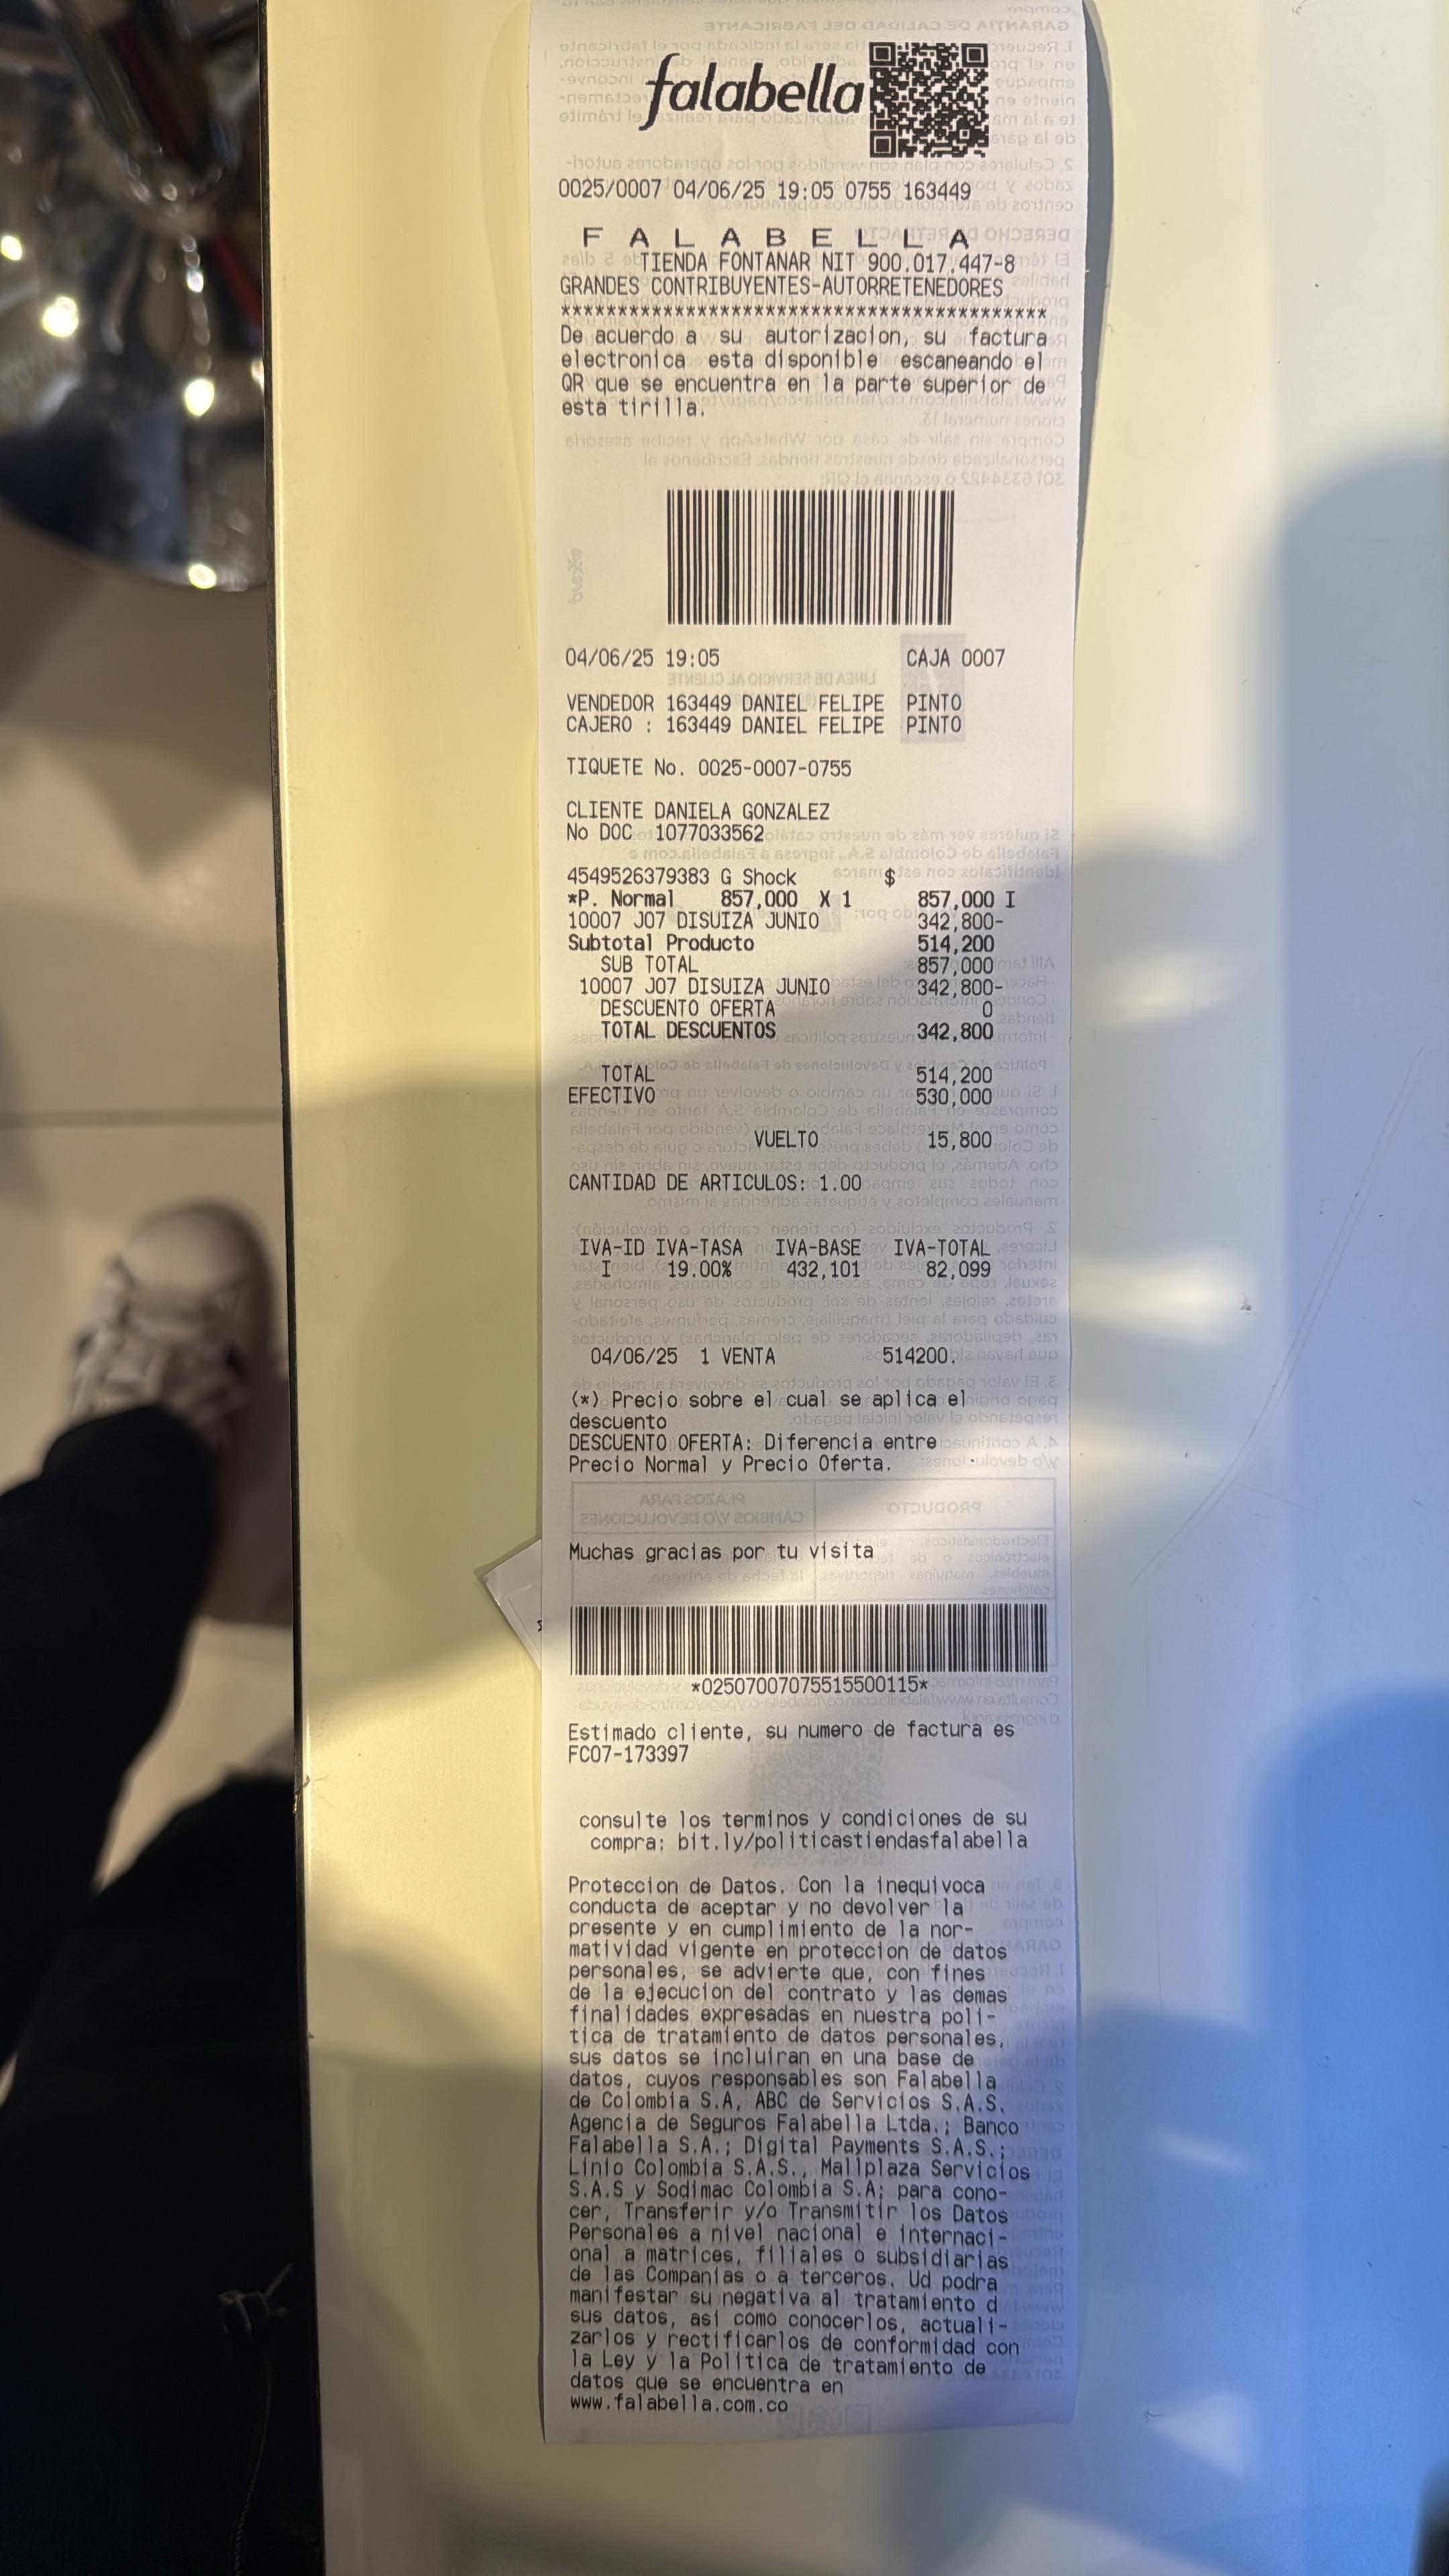 falabella
0025/0007 04/06/25 19:05 0755 163449
F A L A B E L L A
TIENDA FONTANAR NIT 900.017.447-8
GRANDES CONTRIBUYENTES-AUTORRETENEDORES
********************************************
De acuerdo a su autorizacion, su factura
electronica esta disponible escaneando el
QR que se encuentra en la parte superior de
esta tirilla.
04/06/25 19:05 CAJA 0007
VENDEDOR 163449 DANIEL FELIPE PINTO
CAJERO : 163449 DANIEL FELIPE PINTO
TIQUETE No. 0025-0007-0755
CLIENTE DANIELA GONZALEZ
No DOC 1077033562
4549526379383 G Shock $
*P. Normal 857,000 X 1 857,000 I
10007 J07 DISUIZA JUNIO 342,800-
Subtotal Producto 514,200
SUB TOTAL 857,000
10007 J07 DISUIZA JUNIO 342,800-
DESCUENTO OFERTA 0
TOTAL DESCUENTOS 342,800
TOTAL 514,200
EFECTIVO 530,000
VUELTO 15,800
CANTIDAD DE ARTICULOS: 1.00
IVA-ID IVA-TASA IVA-BASE IVA-TOTAL
I 19.00% 432,101 82,099
04/06/25 1 VENTA 514200.
(*) Precio sobre el cual se aplica el
descuento
DESCUENTO OFERTA: Diferencia entre
Precio Normal y Precio Oferta.
Muchas gracias por tu visita
*02507007075515500115*
Estimado cliente, su numero de factura es
FC07-173397
consulte los terminos y condiciones de su
compra: bit.ly/politicastiendasfalabella
Proteccion de Datos. Con la inequivoca
conducta de aceptar y no devolver la
presente y en cumplimiento de la nor-
matividad vigente en proteccion de datos
personales, se advierte que, con fines
de la ejecucion del contrato y las demas
finalidades expresadas en nuestra poli-
tica de tratamiento de datos personales,
sus datos se incluiran en una base de
datos, cuyos responsables son Falabella
de Colombia S.A, ABC de Servicios S.A.S.
Agencia de Seguros Falabella Ltda.; Banco
Falabella S.A.; Digital Payments S.A.S.;
Linio Colombia S.A.S., Mallplaza Servicios
S.A.S y Sodimac Colombia S.A; para cono-
cer, Transferir y/o Transmitir los Datos
Personales a nivel nacional e internaci-
onal a matrices, filiales o subsidiarias
de las Companias o a terceros. Ud podra
manifestar su negativa al tratamiento d
sus datos, asi como conocerlos, actuali-
zarlos y rectificarlos de conformidad con
la Ley y la Politica de tratamiento de
datos que se encuentra en
www.falabella.com.co